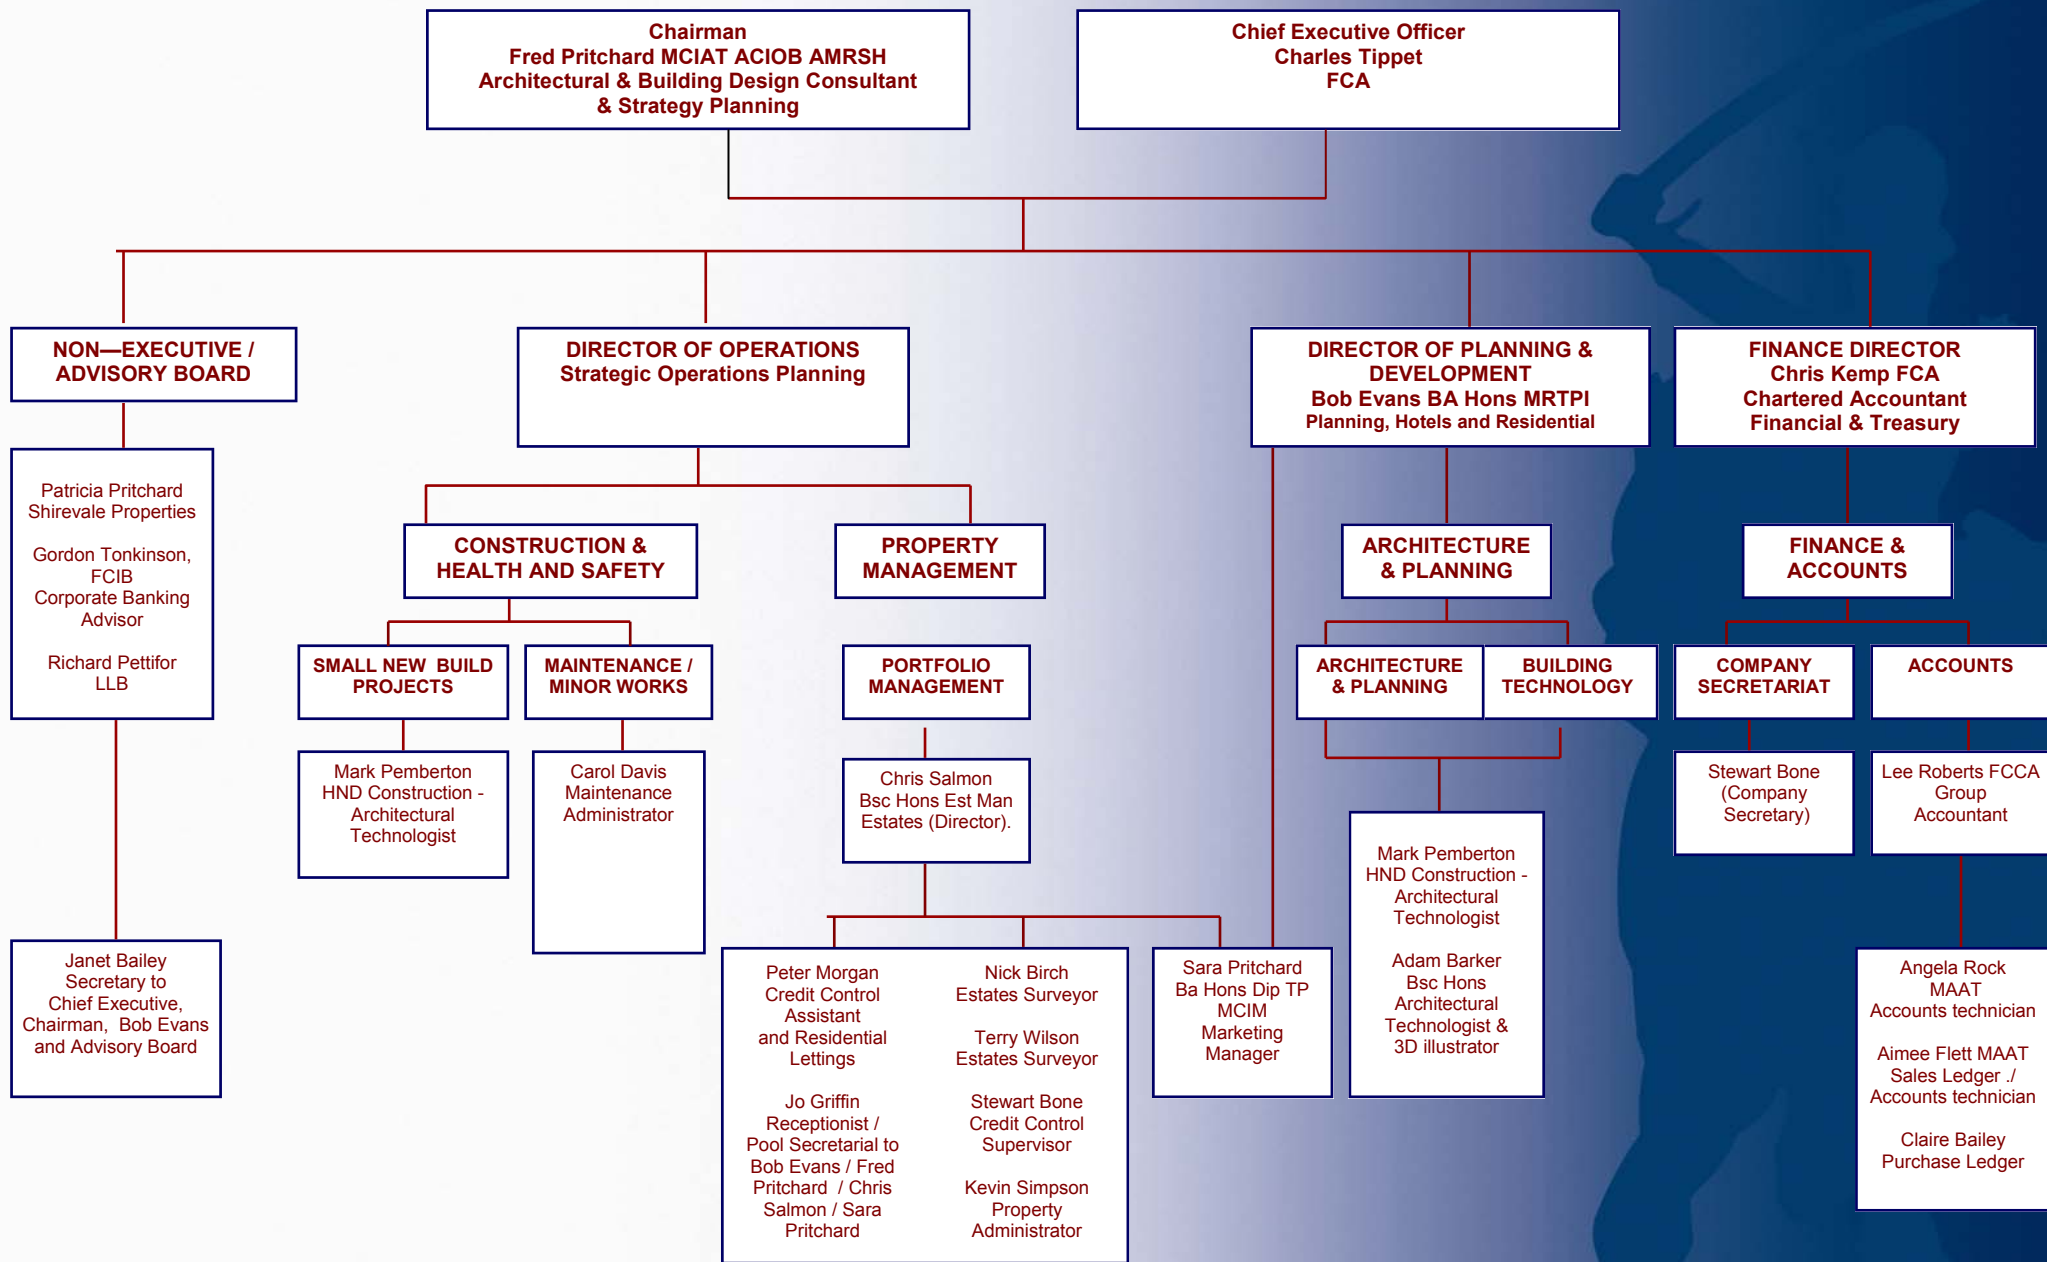 Chairman
Fred Pritchard MCIAT ACIOB AMRSH
Architectural & Building Design Consultant
& Strategy Planning
Chief Executive Officer
Charles Tippet
FCA
NON—EXECUTIVE /
ADVISORY BOARD
DIRECTOR OF OPERATIONS
Strategic Operations Planning
DIRECTOR OF PLANNING &
DEVELOPMENT
Bob Evans BA Hons MRTPI
Planning, Hotels and Residential
FINANCE DIRECTOR
Chris Kemp FCA
Chartered Accountant
Financial & Treasury
Patricia Pritchard
Shirevale Properties
Gordon Tonkinson,
FCIB
Corporate Banking
Advisor
Richard Pettifor
LLB
CONSTRUCTION &
HEALTH AND SAFETY
PROPERTY
MANAGEMENT
ARCHITECTURE
& PLANNING
FINANCE &
ACCOUNTS
SMALL NEW  BUILD
PROJECTS
MAINTENANCE /
MINOR WORKS
PORTFOLIO
MANAGEMENT
ARCHITECTURE
& PLANNING
BUILDING
TECHNOLOGY
COMPANY
SECRETARIAT
ACCOUNTS
Mark Pemberton
HND Construction -
Architectural
Technologist
Carol Davis
Maintenance
Administrator
Chris Salmon
Bsc Hons Est Man
Estates (Director).
Mark Pemberton
HND Construction -
Architectural
Technologist
Adam Barker
Bsc Hons
Architectural
Technologist &
3D illustrator
Stewart Bone
(Company
Secretary)
Lee Roberts FCCA
Group
Accountant
Janet Bailey
Secretary to
Chief Executive,
Chairman,  Bob Evans
and Advisory Board
Peter Morgan
Credit Control
Assistant
and Residential
Lettings
Jo Griffin
Receptionist /
Pool Secretarial to
Bob Evans / Fred
Pritchard  / Chris
Salmon / Sara
Pritchard
Nick Birch
Estates Surveyor
Terry Wilson
Estates Surveyor
Stewart Bone
Credit Control
Supervisor
Kevin Simpson
Property
Administrator
Sara Pritchard
Ba Hons Dip TP
MCIM
Marketing
Manager
Angela Rock
MAAT
Accounts technician
Aimee Flett MAAT
Sales Ledger ./
Accounts technician
Claire Bailey
Purchase Ledger